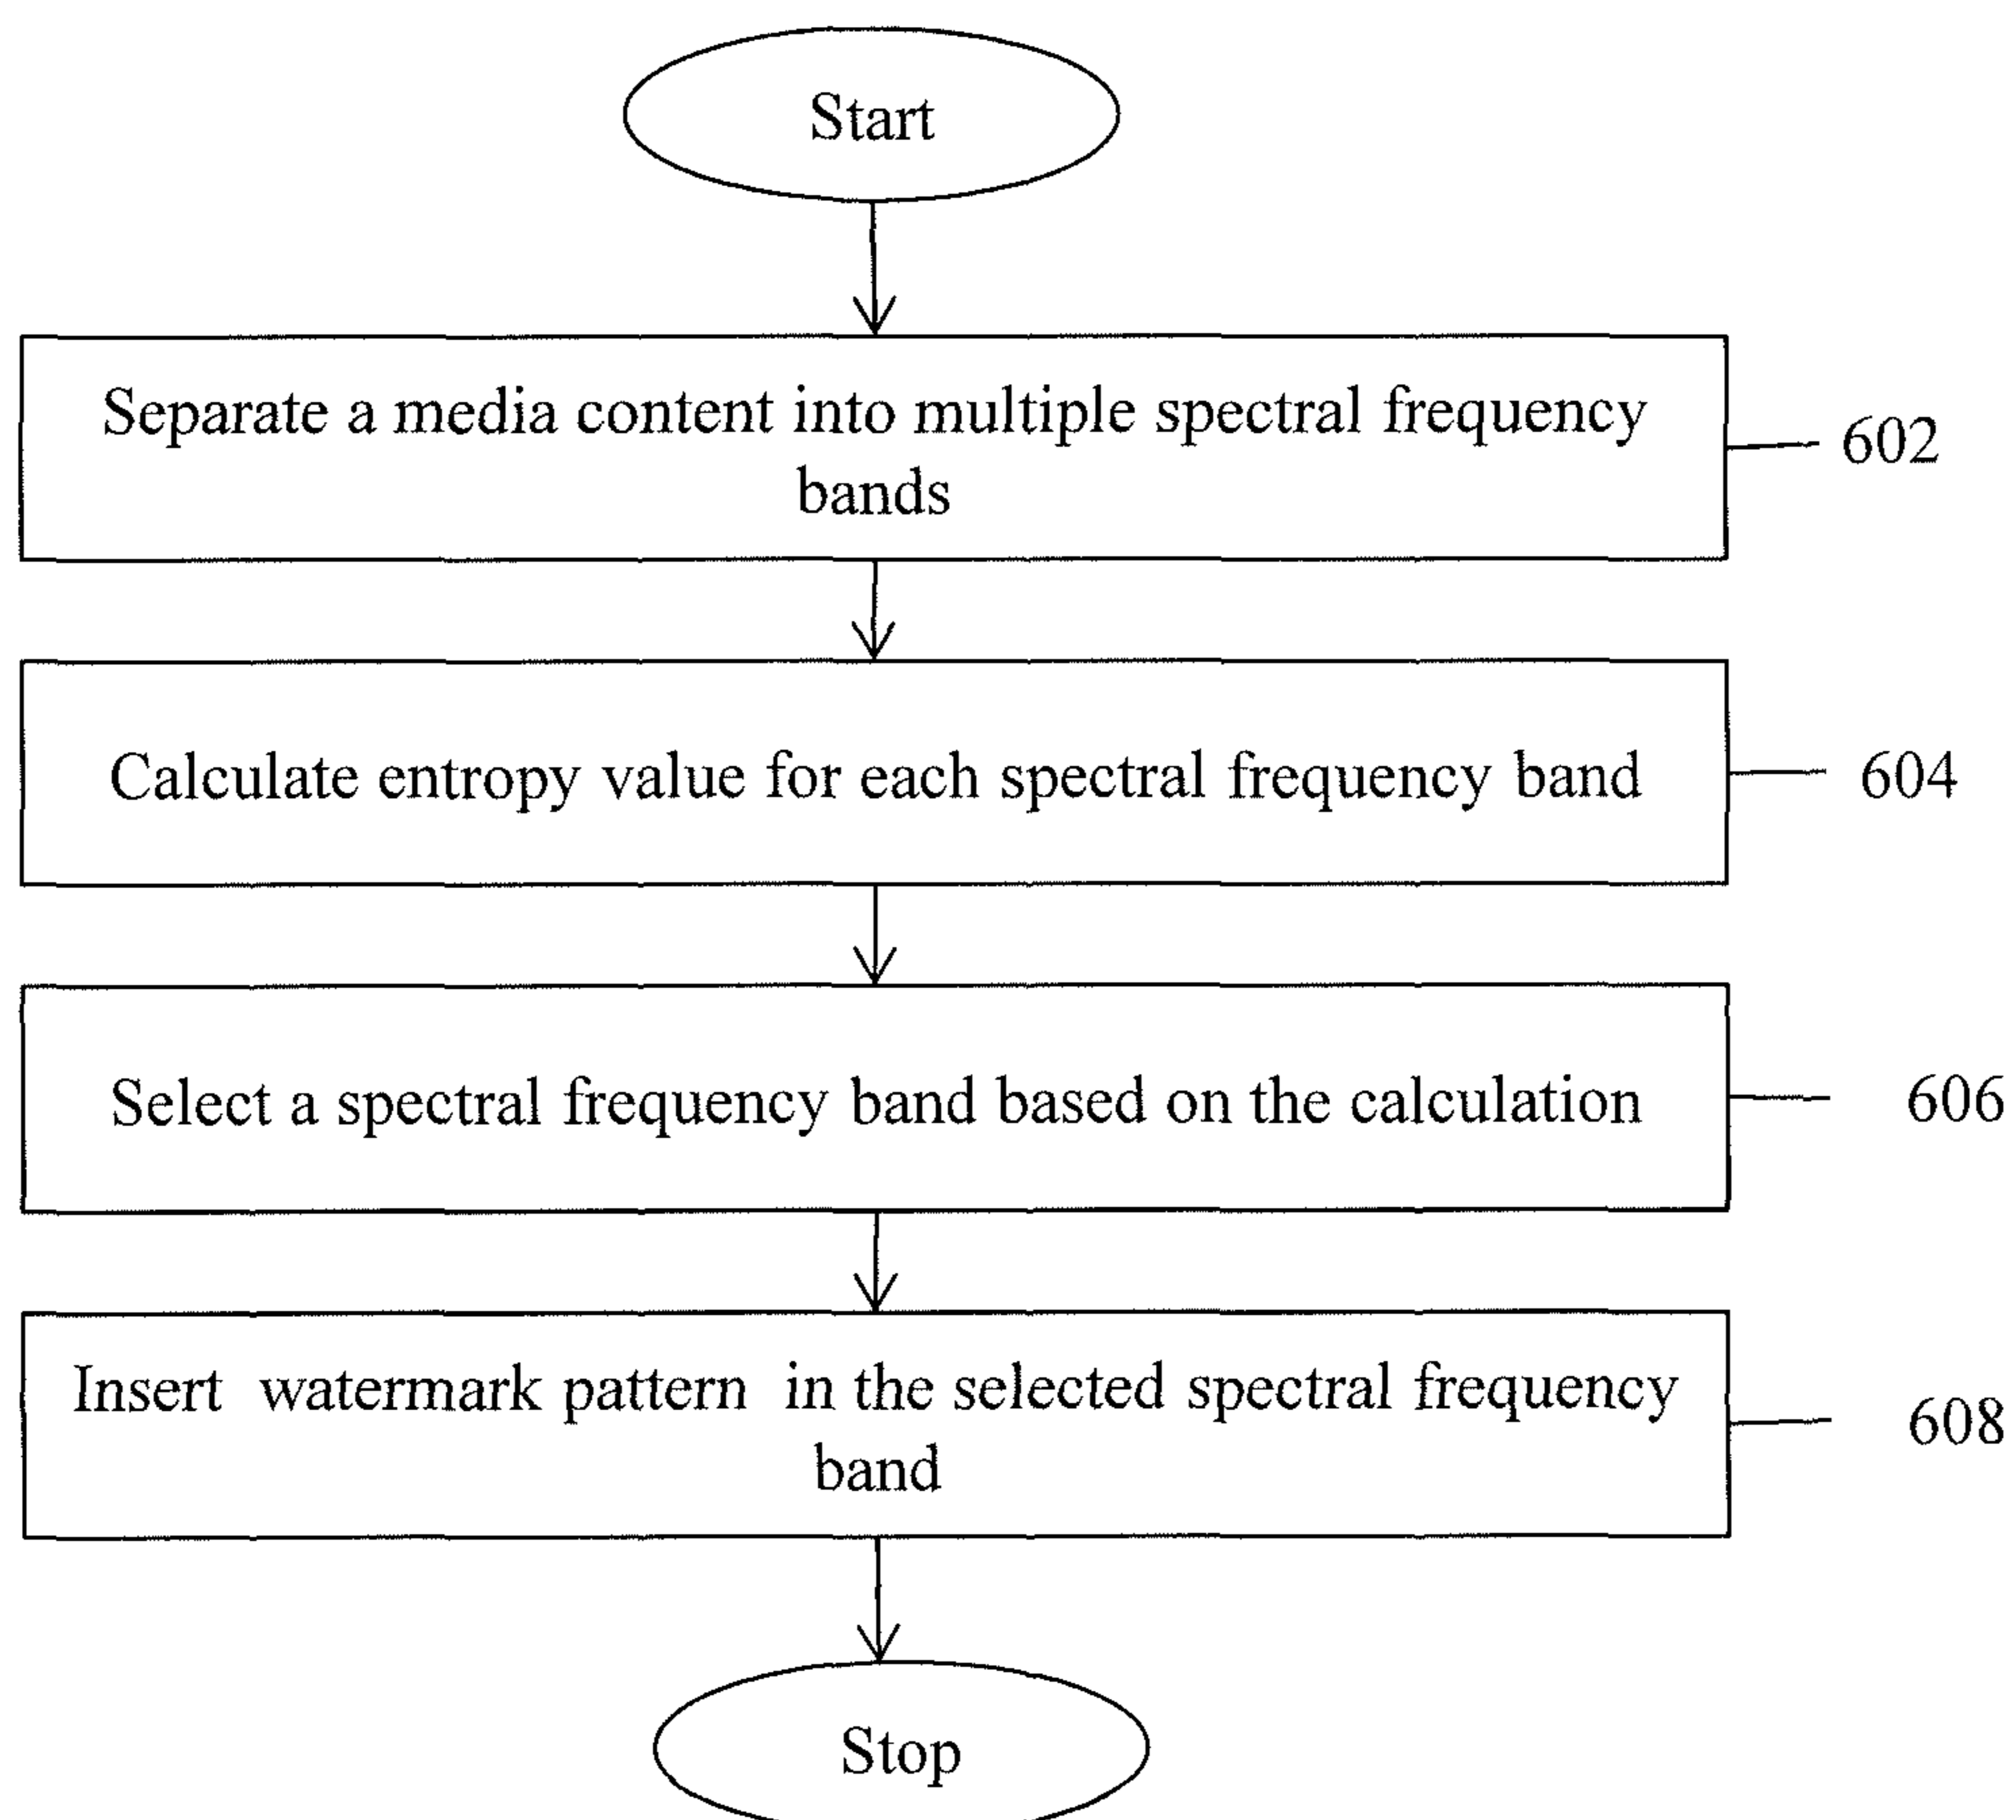 Start
Separate a media content into multiple spectral frequency
bands
602
Calculate entropy value for each spectral frequency band
604
Select a spectral frequency band based on the calculation
606
Insert watermark pattern in the selected spectral frequency
band
608
Stop